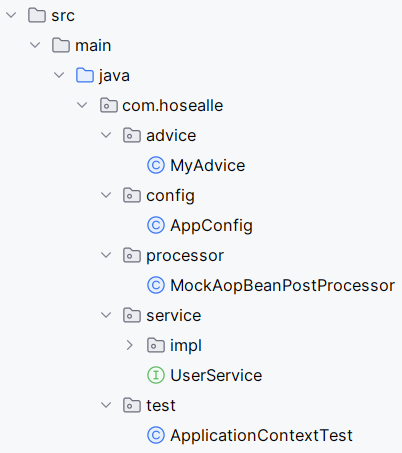 src
main
java
com.hosealle
advice
C MyAdvice
config
C AppConfig
processor
C MockAopBeanPostProcessor
service
impl
I UserService
test
C ApplicationContextTest